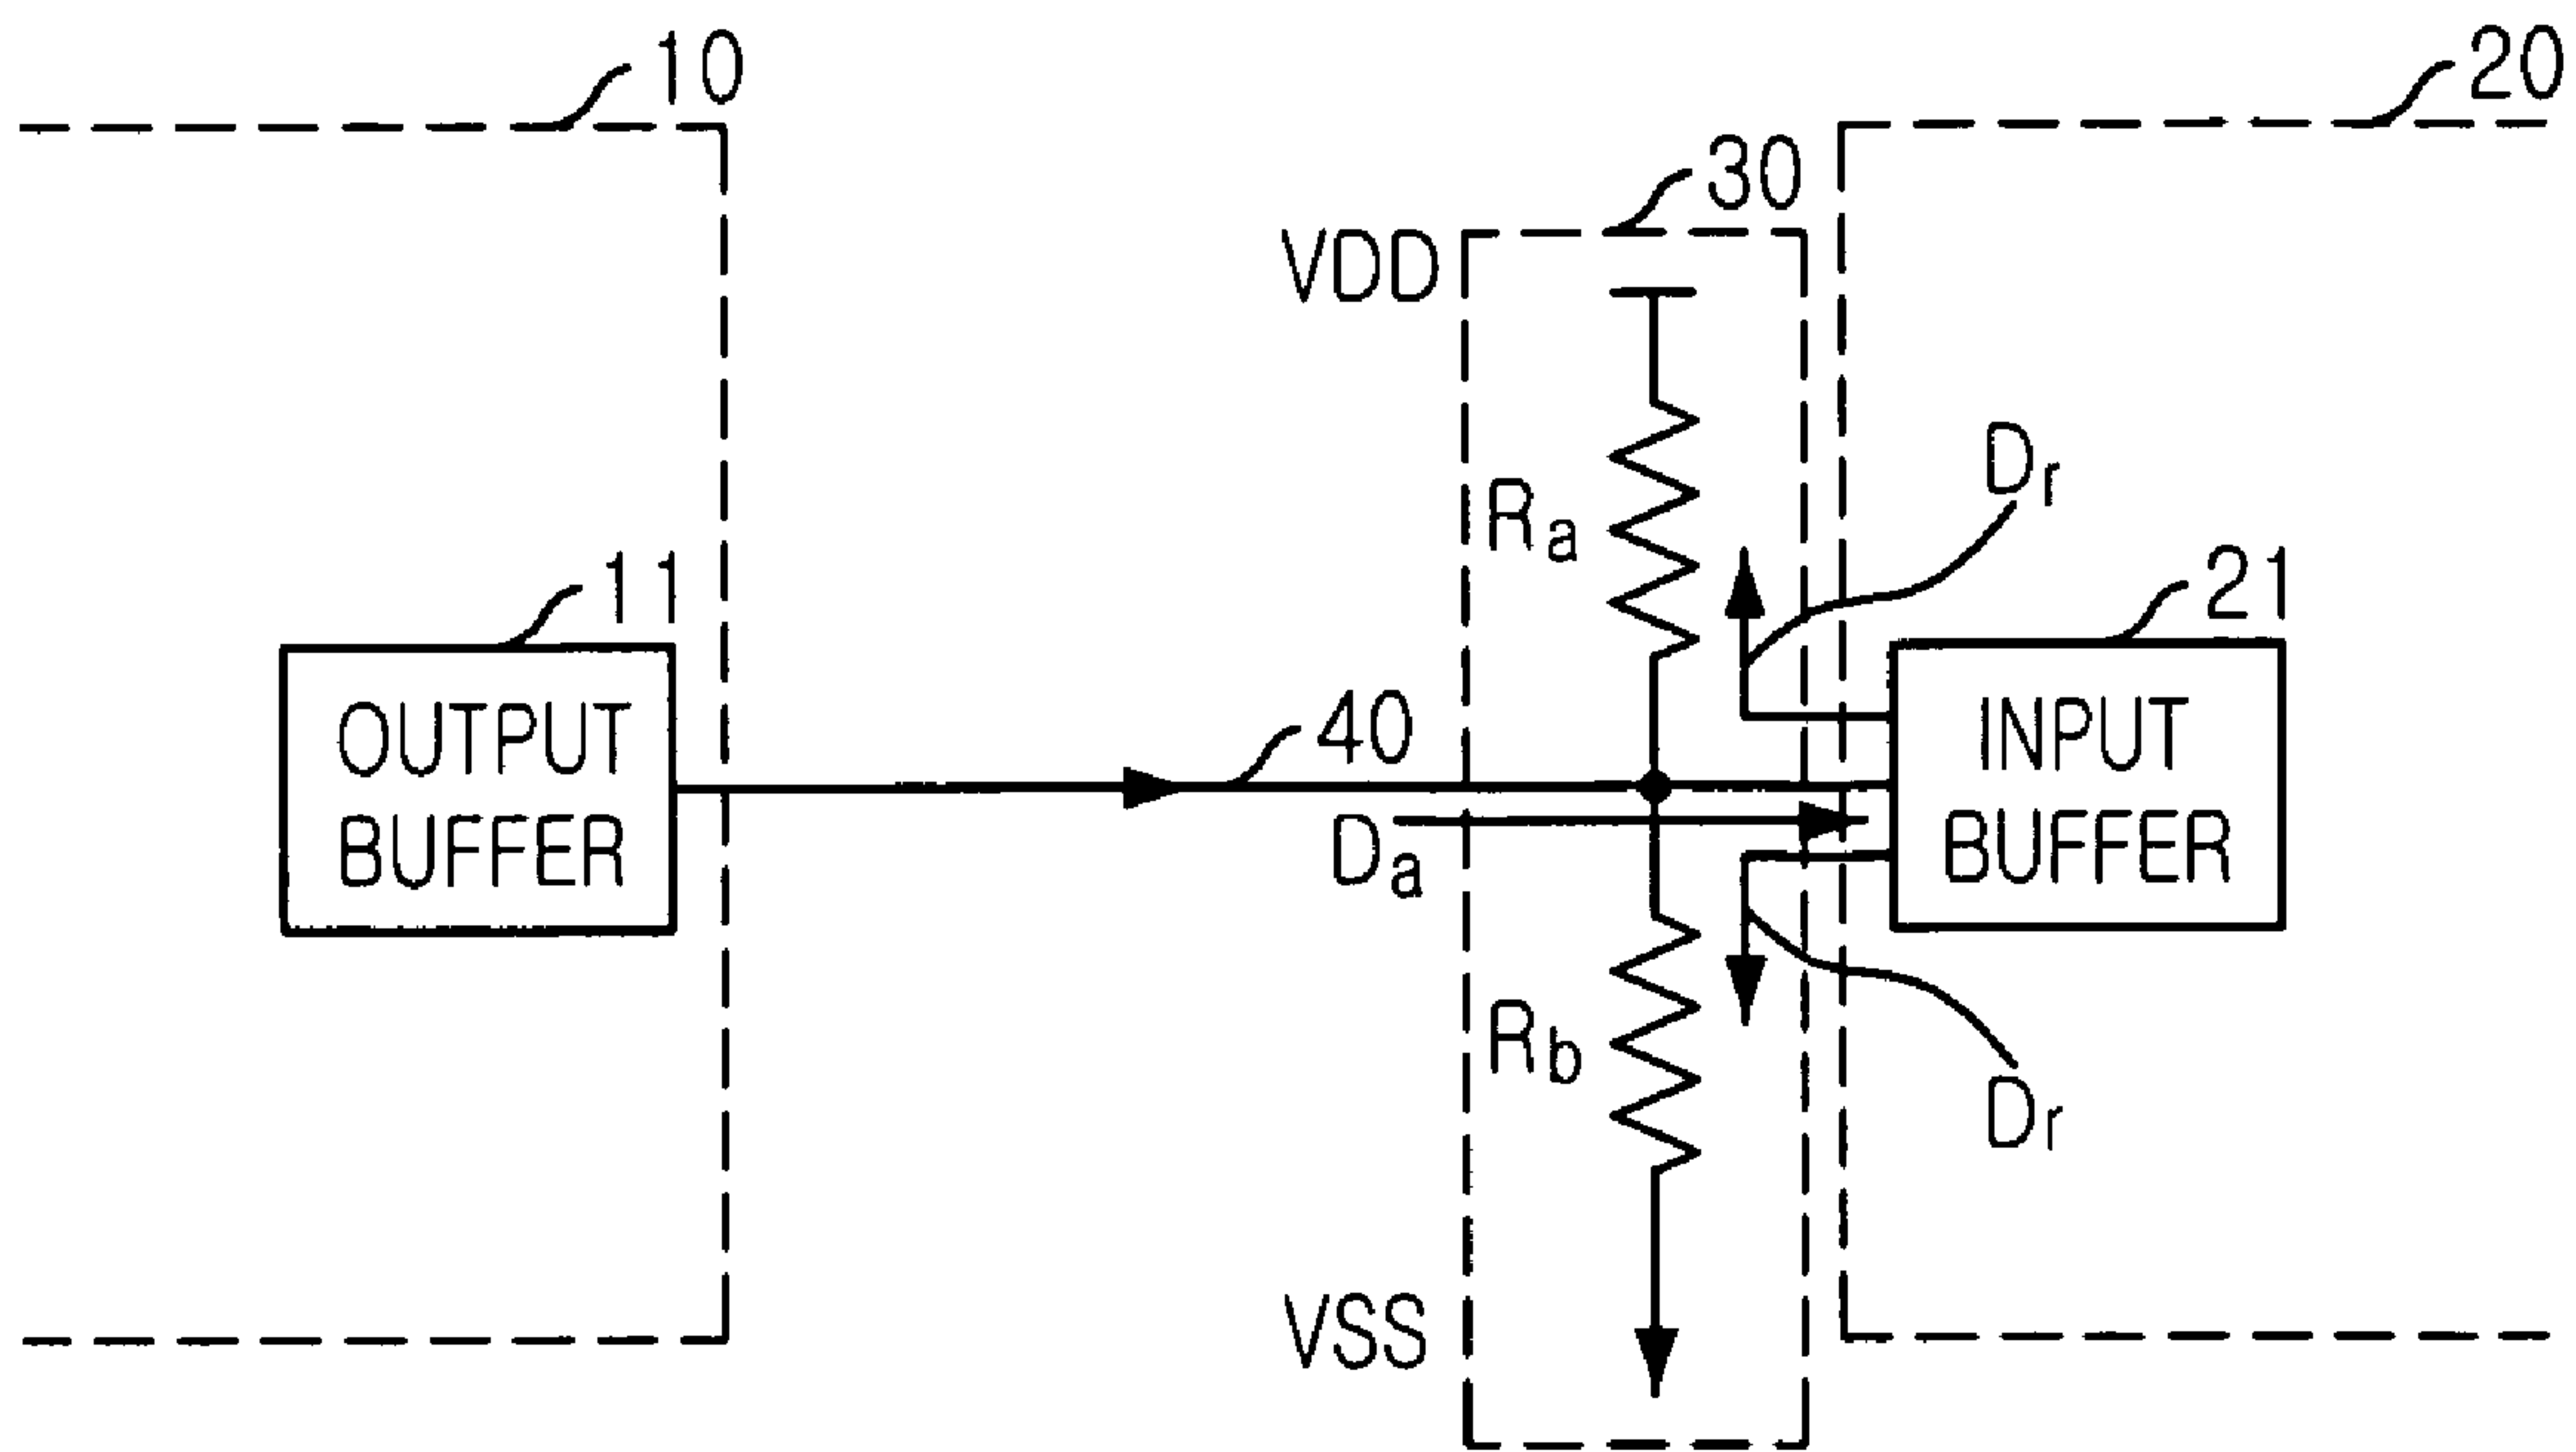 10
20
30
VDD
Dr
Ra
11
21
OUTPUT
BUFFER
40
INPUT
BUFFER
Da
Rb
Dr
VSS